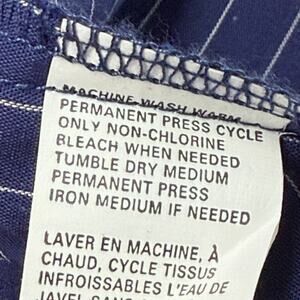 MACHINE WASH WARM
PERMANENT PRESS CYCLE
ONLY NON-CHLORINE
BLEACH WHEN NEEDED
TUMBLE DRY MEDIUM
PERMANENT PRESS
IRON MEDIUM IF NEEDED
LAVER EN MACHINE, À
CHAUD, CYCLE TISSUS
INFROISSABLES L'EAU DE
JAVEL SANS